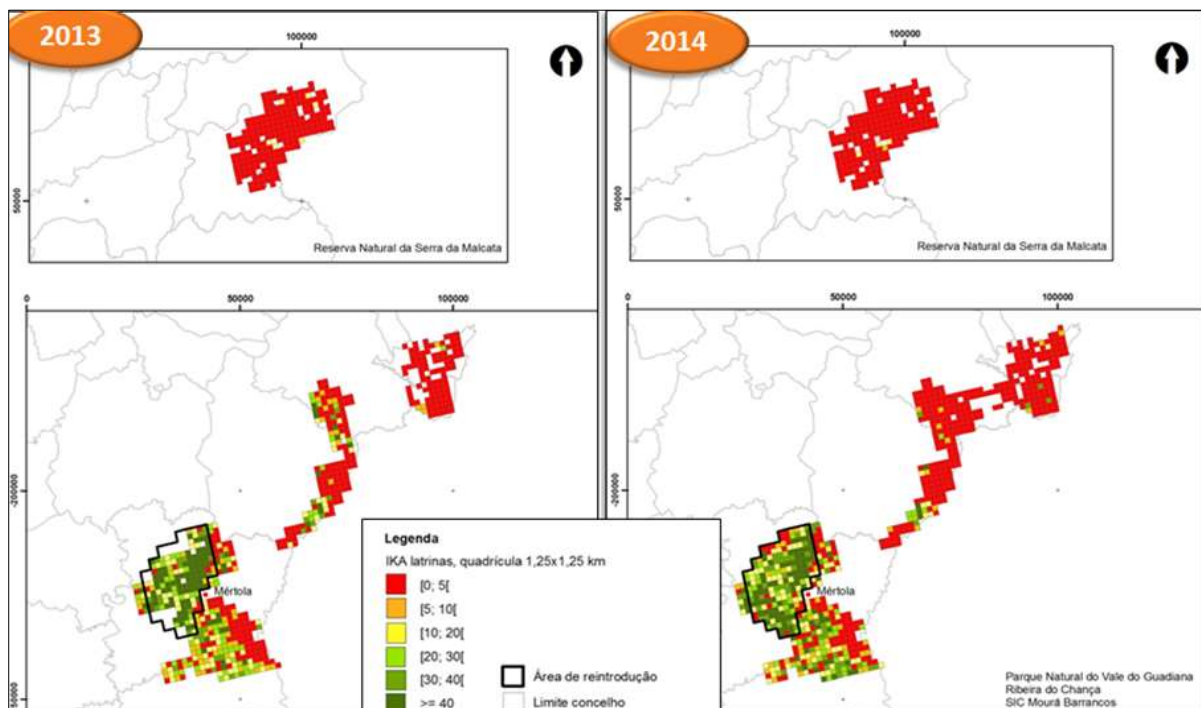 2013
100000
50000
Reserva Natural da Serra da Malcata
0
50000
100000
-200000
Mértola
50000
Legenda
IKA latrinas, quadrícula 1,25x1,25 km
[0; 5[
[5; 10[
[10; 20[
[20; 30[
[30; 40[
>= 40
Área de reintrodução
Limite concelho
2014
100000
50000
Reserva Natural da Serra da Malcata
0
50000
100000
-200000
Mértola
Parque Natural do Vale do Guadiana
Ribeira do Chança
SIC Mourá Barrancos